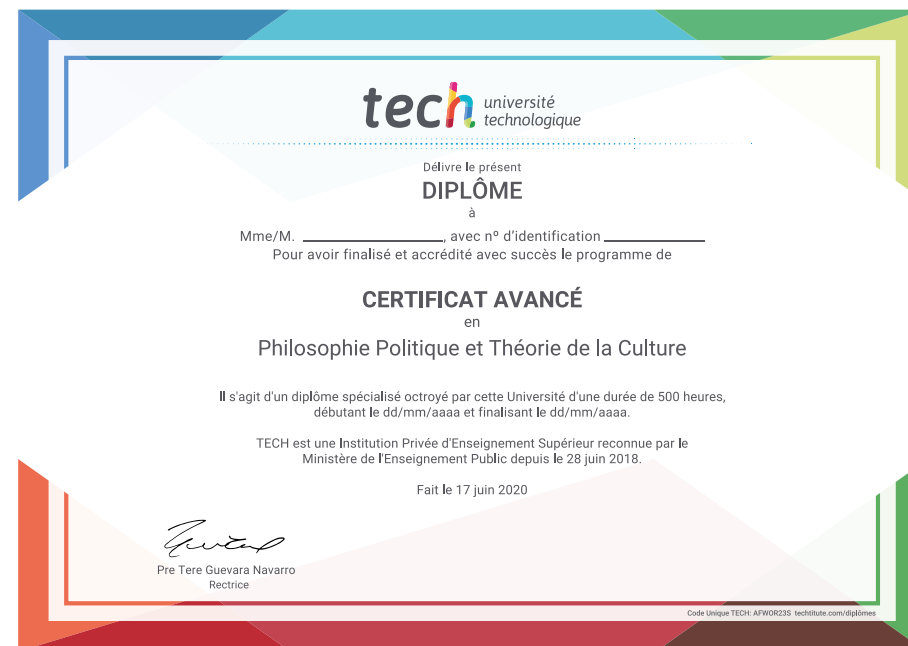 tech université
technologique
Délivre le présent
DIPLÔME
à
Mme/M. ____________, avec nº d'identification ____________
Pour avoir finalisé et accrédité avec succès le programme de
CERTIFICAT AVANCÉ
en
Philosophie Politique et Théorie de la Culture
Il s'agit d'un diplôme spécialisé octroyé par cette Université d'une durée de 500 heures,
débutant le dd/mm/aaaa et finalisant le dd/mm/aaaa.
TECH est une Institution Privée d'Enseignement Supérieur reconnue par le
Ministère de l'Enseignement Public depuis le 28 juin 2018.
Fait le 17 juin 2020
Pre Tere Guevara Navarro
Rectrice
Code Unique TECH: AFWOR23S techtitute.com/diplômes